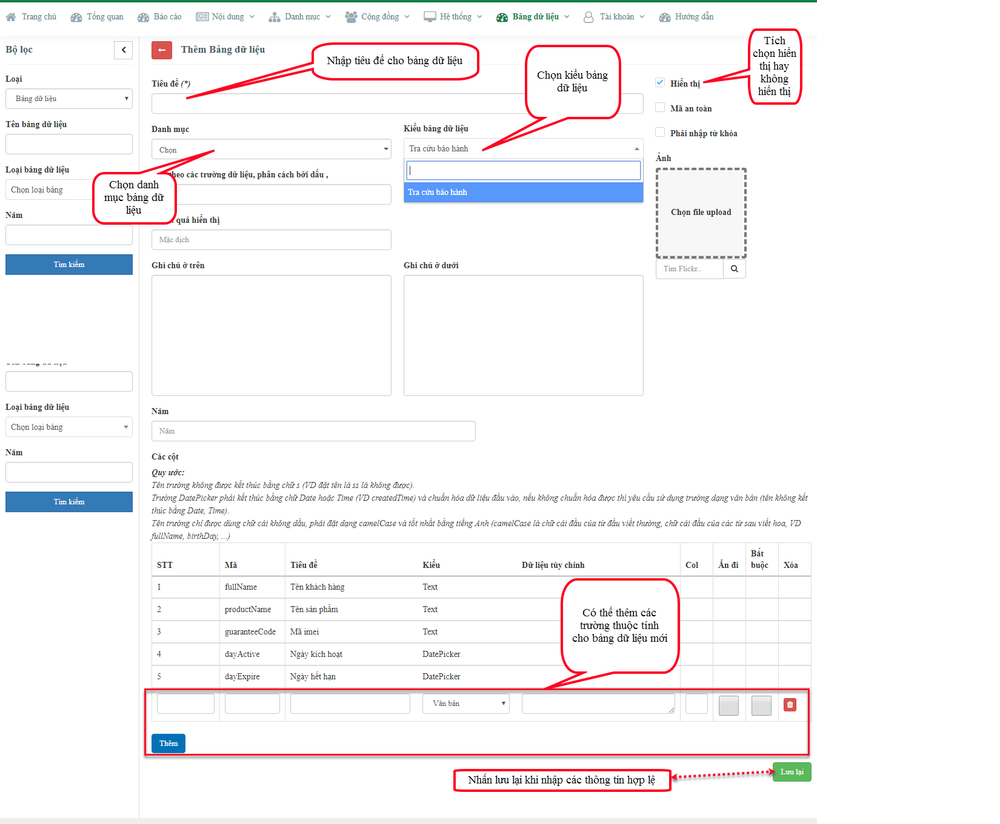 Trang chủ
Tổng quan
Báo cáo
Nội dung
Danh mục
Cộng đồng
Hệ thống
Bảng dữ liệu
Tài khoản
Hướng dẫn
Bộ lọc
Thêm Bảng dữ liệu
Loại
Bảng dữ liệu
Tên bảng dữ liệu
Loại bảng dữ liệu
Chọn loại bảng
Năm
Tìm kiếm
Nhập tiêu đề cho bảng dữ liệu
Tiêu đề (*)
Chọn kiểu bảng
dữ liệu
Tích
chọn hiển
thị hay
không
hiển thị
Hiển thị
Mã an toàn
Phải nhập từ khóa
Danh mục
Chọn
Kiểu bảng dữ liệu
Tra cứu bảo hành
Tra cứu bảo hành
Chọn danh
mục bảng dữ
liệu
theo các trường dữ liệu, phân cách bởi dấu ,
quả hiển thị
Mặc định
Ảnh
Chọn file upload
Tìm Flickr..
Ghi chú ở trên
Ghi chú ở dưới
Loại bảng dữ liệu
Chọn loại bảng
Năm
Tìm kiếm
Năm
Năm
Các cột
Quy ước:
Tên trường không được kết thúc bằng chữ s (VD đặt tên là ss là không được).
Trường DatePicker phải kết thúc bằng chữ Date hoặc Time (VD createdTime) và chuẩn hóa dữ liệu đầu vào, nếu không chuẩn hóa được thì yêu cầu sử dụng trường dạng văn bản (tên không kết
thúc bằng Date, Time).
Tên trường chỉ được dùng chữ cái không dấu, phải đặt dạng camelCase và tốt nhất bằng tiếng Anh (camelCase là chữ cái đầu của từ đầu viết thường, chữ cái đầu của các từ sau viết hoa, VD
fullName, birthDay, ...)
STT Mã Tiêu đề Kiểu Dữ liệu tùy chỉnh Col Ẩn đi Bắt buộc Xóa
1 fullName Tên khách hàng Text
2 productName Tên sản phẩm Text
3 guaranteeCode Mã imei Text
4 dayActive Ngày kích hoạt DatePicker
5 dayExpire Ngày hết hạn DatePicker
Có thể thêm các
trường thuộc tính
cho bảng dữ liệu mới
Văn bản
Thêm
Nhấn lưu lại khi nhập các thông tin hợp lệ
Lưu lại